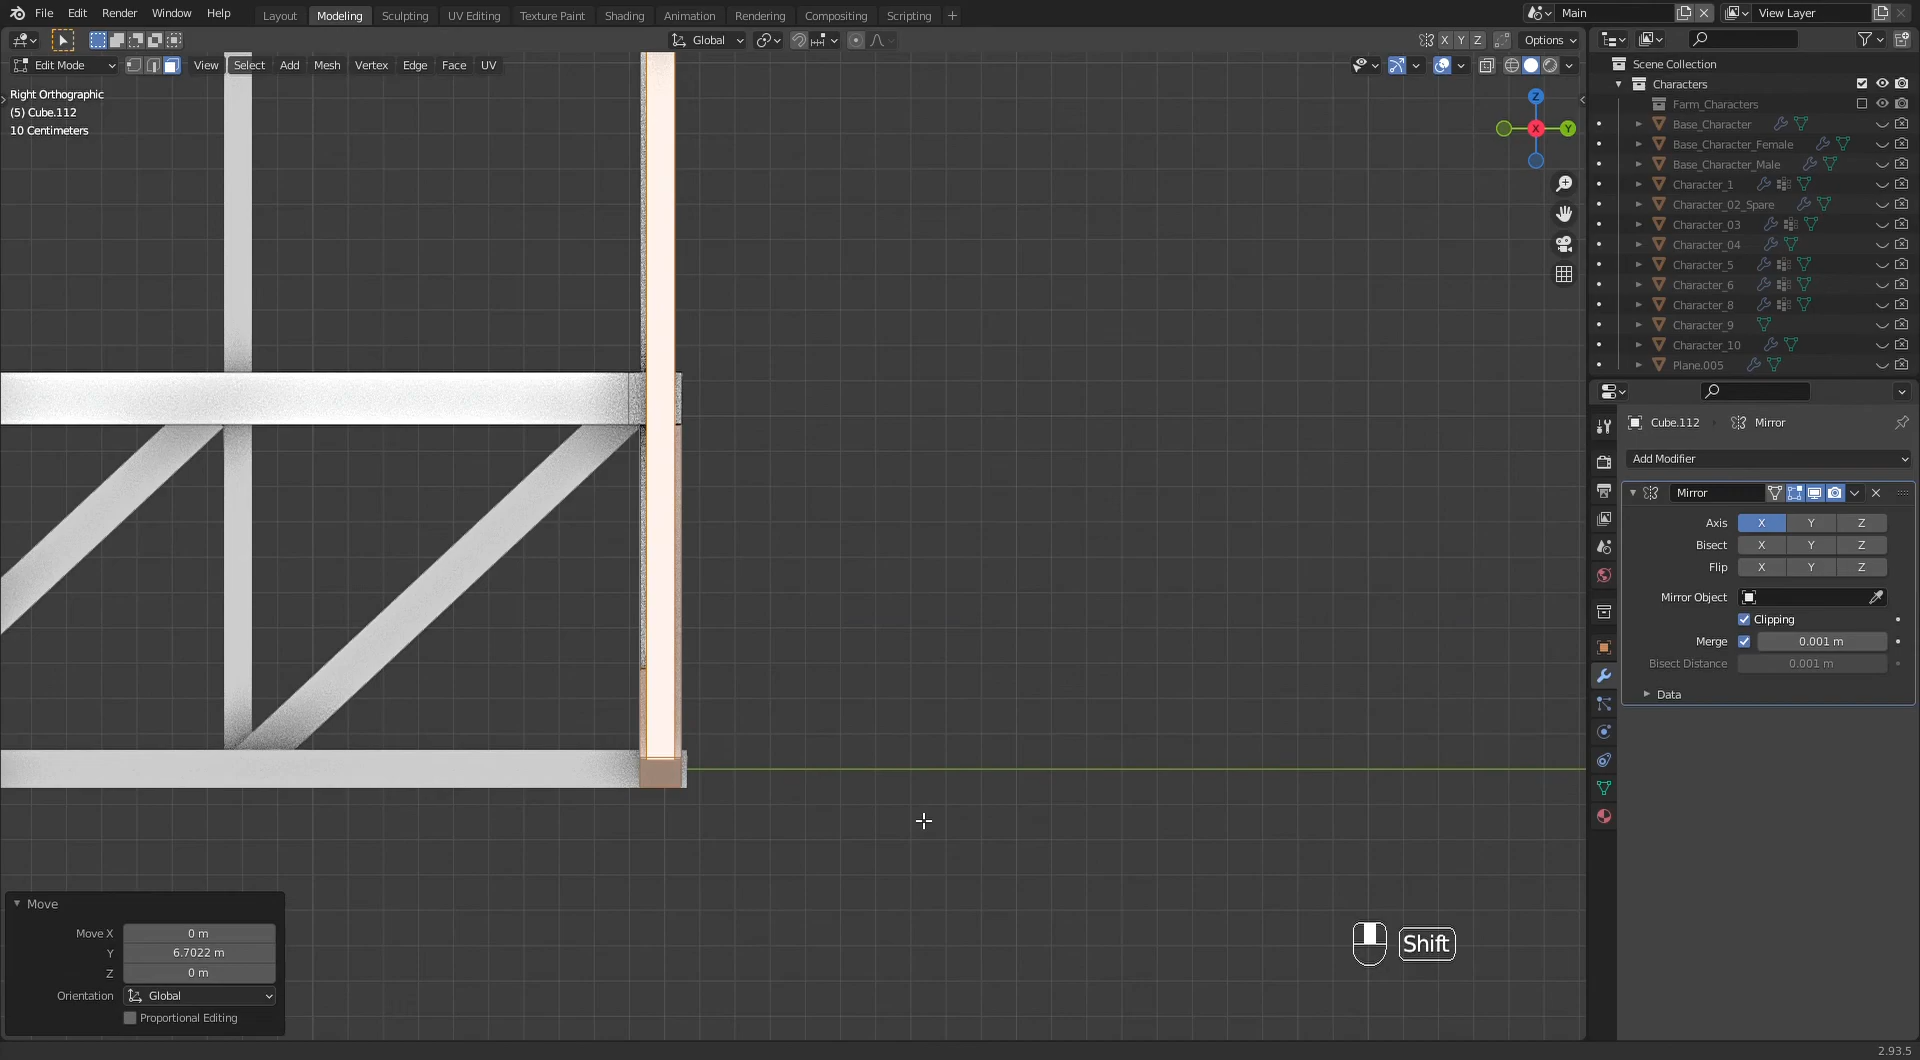 File Edit Render Window Help Layout Modeling Sculpting UV Editing Texture Paint Shading Animation Rendering Compositing Scripting + Main View Layer
Global X Y Z Options
Edit Mode View Select Add Mesh Vertex Edge Face UV
Right Orthographic
(5) Cube.112
10 Centimeters
Z
X Y
Scene Collection
Characters
Farm_Characters
Base_Character
Base_Character_Female
Base_Character_Male
Character_1
Character_02_Spare
Character_03
Character_04
Character_5
Character_6
Character_8
Character_9
Character_10
Plane.005
Cube.112 > Mirror
Add Modifier
Mirror
Axis X Y Z
Bisect X Y Z
Flip X Y Z
Mirror Object
Clipping
Merge 0.001 m
Bisect Distance 0.001 m
Data
Move
Move X 0 m
Y 6.7022 m
Z 0 m
Orientation Global
Proportional Editing
Shift
2.93.5